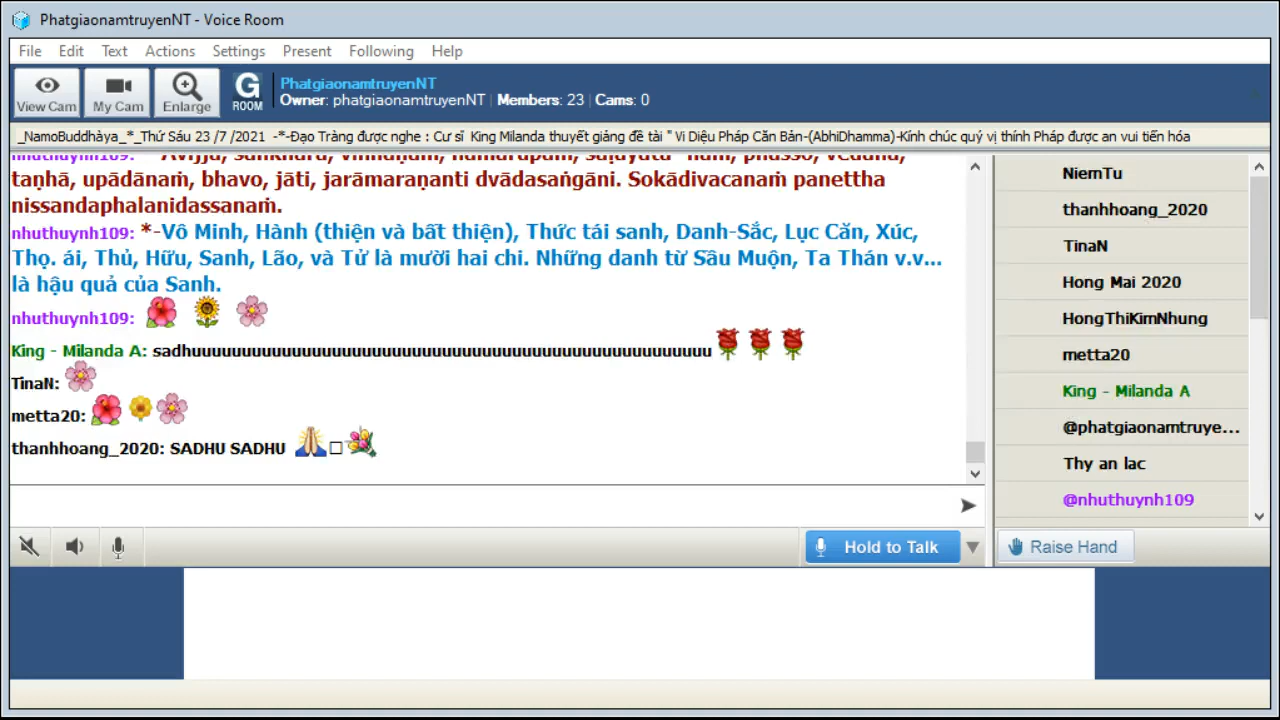 PhatgiaonamtruyenNT - Voice Room
File Edit Text Actions Settings Present Following Help
View Cam My Cam Enlarge
G ROOM
PhatgiaonamtruyenNT
Owner: phatgiaonamtruyenNT | Members: 23 | Cams: 0
_NamoBuddhàya_*_Thứ Sáu 23 /7 /2021 -*-Đạo Tràng được nghe : Cư sĩ King Milanda thuyết giảng đề tài " Vi Diệu Pháp Căn Bản-(AbhiDhamma)-Kính chúc quý vị thính Pháp được an vui tiến hóa
nhuthuynh109:
taṇhā, upādānaṁ, bhavo, jāti, jarāmaraṇanti dvādasaṅgāni. Sokādivacanaṁ panettha
nissandaphalanidassanaṁ.
nhuthuynh109: *-Vô Minh, Hành (thiện và bất thiện), Thức tái sanh, Danh-Sắc, Lục Căn, Xúc,
Thọ. ái, Thủ, Hữu, Sanh, Lão, và Tử là mười hai chi. Những danh từ Sầu Muộn, Ta Thán v.v...
là hậu quả của Sanh.
nhuthuynh109:
King - Milanda A: sadhuuuuuuuuuuuuuuuuuuuuuuuuuuuuuuuuuuuuuuuuuuuuuuuuuuuu
TinaN:
metta20:
thanhhoang_2020: SADHU SADHU
NiemTu
thanhhoang_2020
TinaN
Hong Mai 2020
HongThiKimNhung
metta20
King - Milanda A
@phatgiaonamtruye...
Thy an lac
@nhuthuynh109
Hold to Talk
Raise Hand